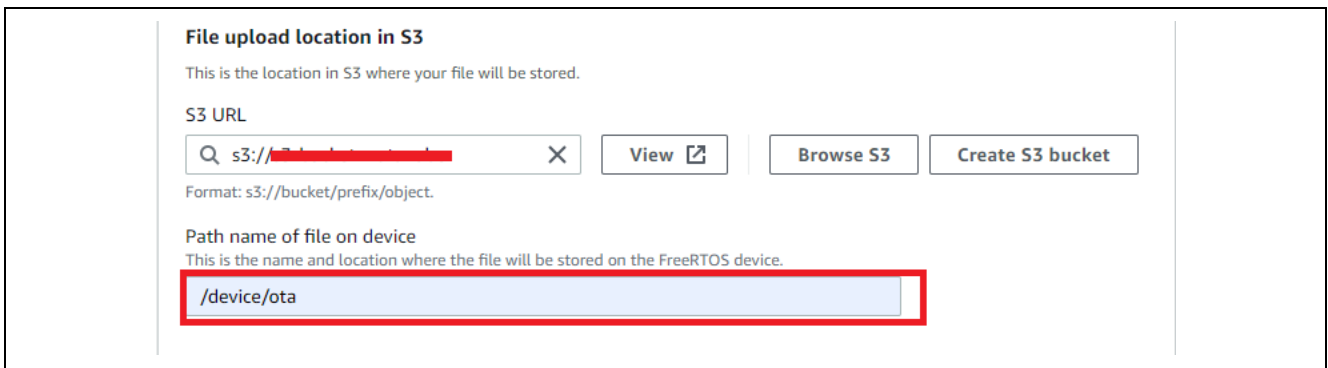 File upload location in S3
This is the location in S3 where your file will be stored.
S3 URL
s3:// View Browse S3 Create S3 bucket
Format: s3://bucket/prefix/object.
Path name of file on device
This is the name and location where the file will be stored on the FreeRTOS device.
/device/ota